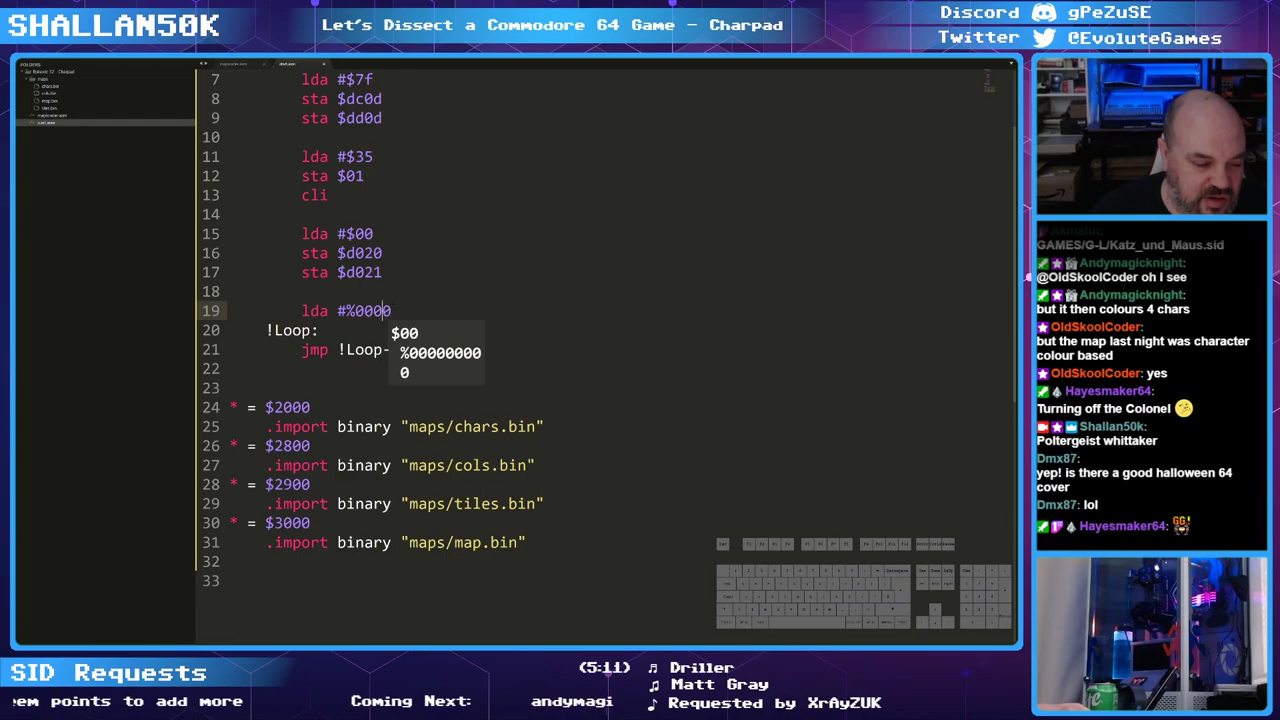 SHALLAN50K
Let's Dissect a Commodore 64 Game - Charpad
Discord gPeZuSE
Twitter @EvoluteGames
FOLDERS
maps
7 lda #$7f
8 sta $dc0d
9 sta $dd0d
10
11 lda #$35
12 sta $01
13 cli
14
15 lda #$00
16 sta $d020
17 sta $d021
18
19 lda #%0000
20 !Loop:
21 jmp !Loop-
22
23
24 * = $2000
25 .import binary "maps/chars.bin"
26 * = $2800
27 .import binary "maps/cols.bin"
28 * = $2900
29 .import binary "maps/tiles.bin"
30 * = $3000
31 .import binary "maps/map.bin"
32
33
$00
%00000000
0
Akmafin:
GAMES/G-L/Katz_und_Maus.sid
Andymagicknight:
@OldSkoolCoder oh I see
Andymagicknight:
but it then colours 4 chars
OldSkoolCoder:
but the map last night was character
colour based
OldSkoolCoder: yes
Hayesmaker64:
Turning off the Colonel
Shallan50k:
Poltergeist whittaker
Dmx87:
yep! is there a good halloween 64
cover
Dmx87: lol
Hayesmaker64: GG!
SID Requests
eem points to add more
Coming Next: andymagi
(5:11) Driller
Matt Gray
Requested by XrAyZUK